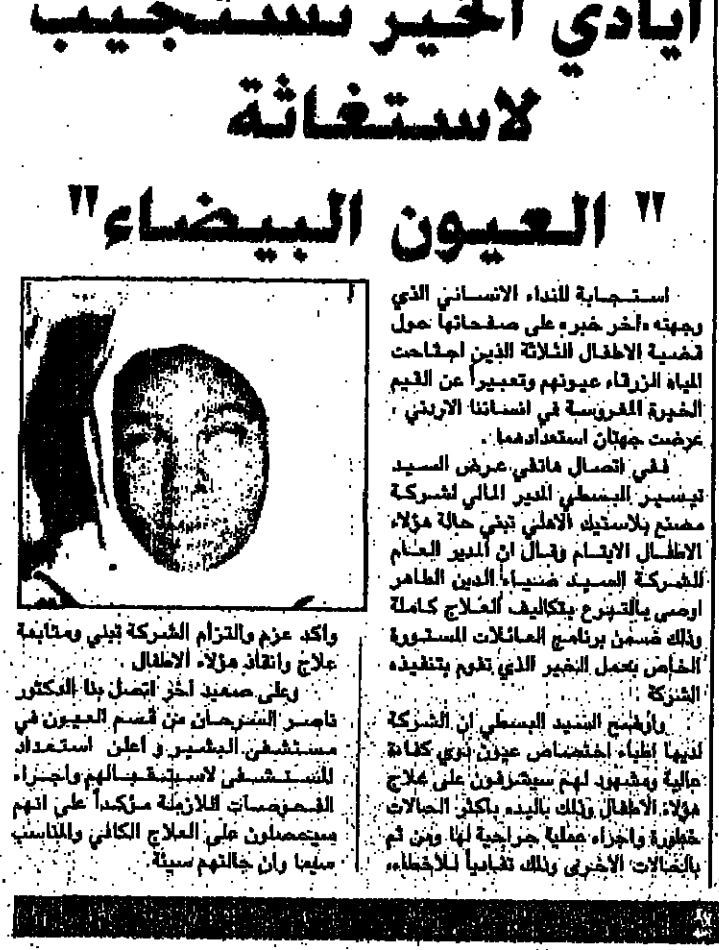 أيادي الخير تستجيب
لاستغاثة
" العيون البيضاء"
استجابة للنداء الانساني الذي
وجهته «آخر خبر» على صفحاتها حول
قضية الاطفال الثلاثة الذين اجتاحت
المياه الزرقاء عيونهم وتعبيراً عن القيم
الخيرة المغروسة في انساننا الاردني ،
عرضت جهتان استعدادهما .
ففي اتصال هاتفي عرض السيد
تيسير البسطي المدير المالي لشركة
مصنع بلاستيك الاهلي تبني حالة هؤلاء
الاطفال الايتام وقال ان المدير العام
للشركة السيد ضياء الدين الطاهر
اوصى بالتبرع بتكاليف العلاج كاملة
وذلك ضمن برنامج العائلات المستورة
الخاص بعمل الخير الذي تقوم بتنفيذه
الشركة .
واوضح السيد البسطي ان الشركة
لديها اطباء اختصاص عيون ذوي كفاءة
عالية ومشهود لهم سيشرفون على علاج
هؤلاء الاطفال وذلك بالبدء باكثر الحالات
خطورة واجراء عملية جراحية لها ومن ثم
بالحالات الاخرى وذلك تفادياً للاخطاء،
واكد عزم والتزام الشركة تبني ومتابعة
علاج وانقاذ هؤلاء الاطفال .
وعلى صعيد آخر اتصل بنا الدكتور
ناصر السرحان من قسم العيون في
مستشفى البشير و اعلن استعداد
المستشفى لاستقبالهم واجراء
الفحوصات اللازمة مؤكداً على انهم
سيحصلون على العلاج الكافي والمناسب
سيما وان حالتهم سيئة.